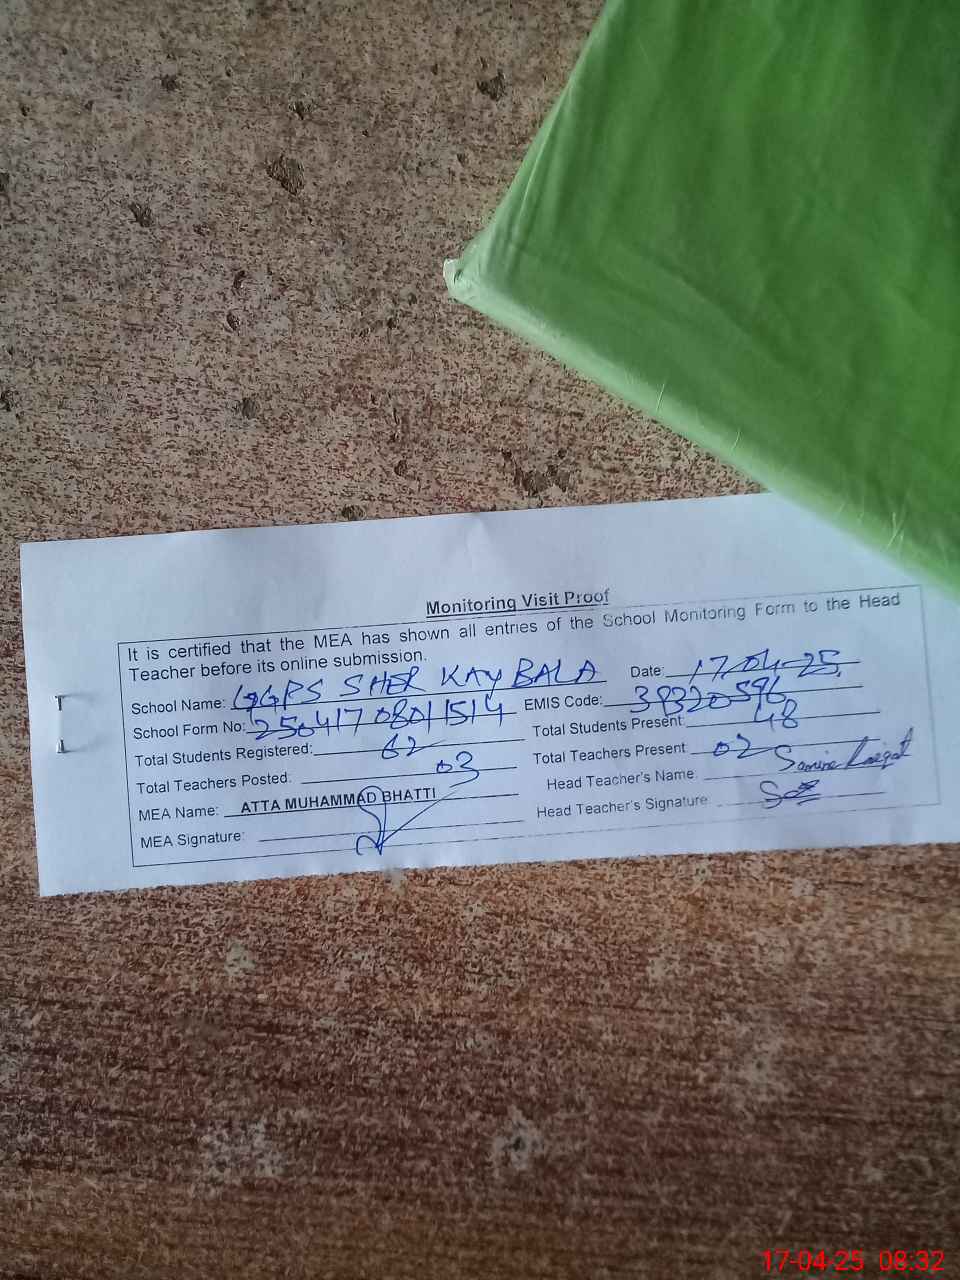 Monitoring Visit Proof
It is certified that the MEA has shown all entries of the School Monitoring Form to the Head
Teacher before its online submission.
School Name: GGPS SHER KAY BALA Date: 17-04-25
School Form No: 25041708011514 EMIS Code: 39320596
Total Students Registered: 62 Total Students Present: 48
Total Teachers Posted: 03 Total Teachers Present 02
MEA Name: ATTA MUHAMMAD BHATTI Head Teacher's Name:
MEA Signature: Head Teacher's Signature:
17-04-25 08:32